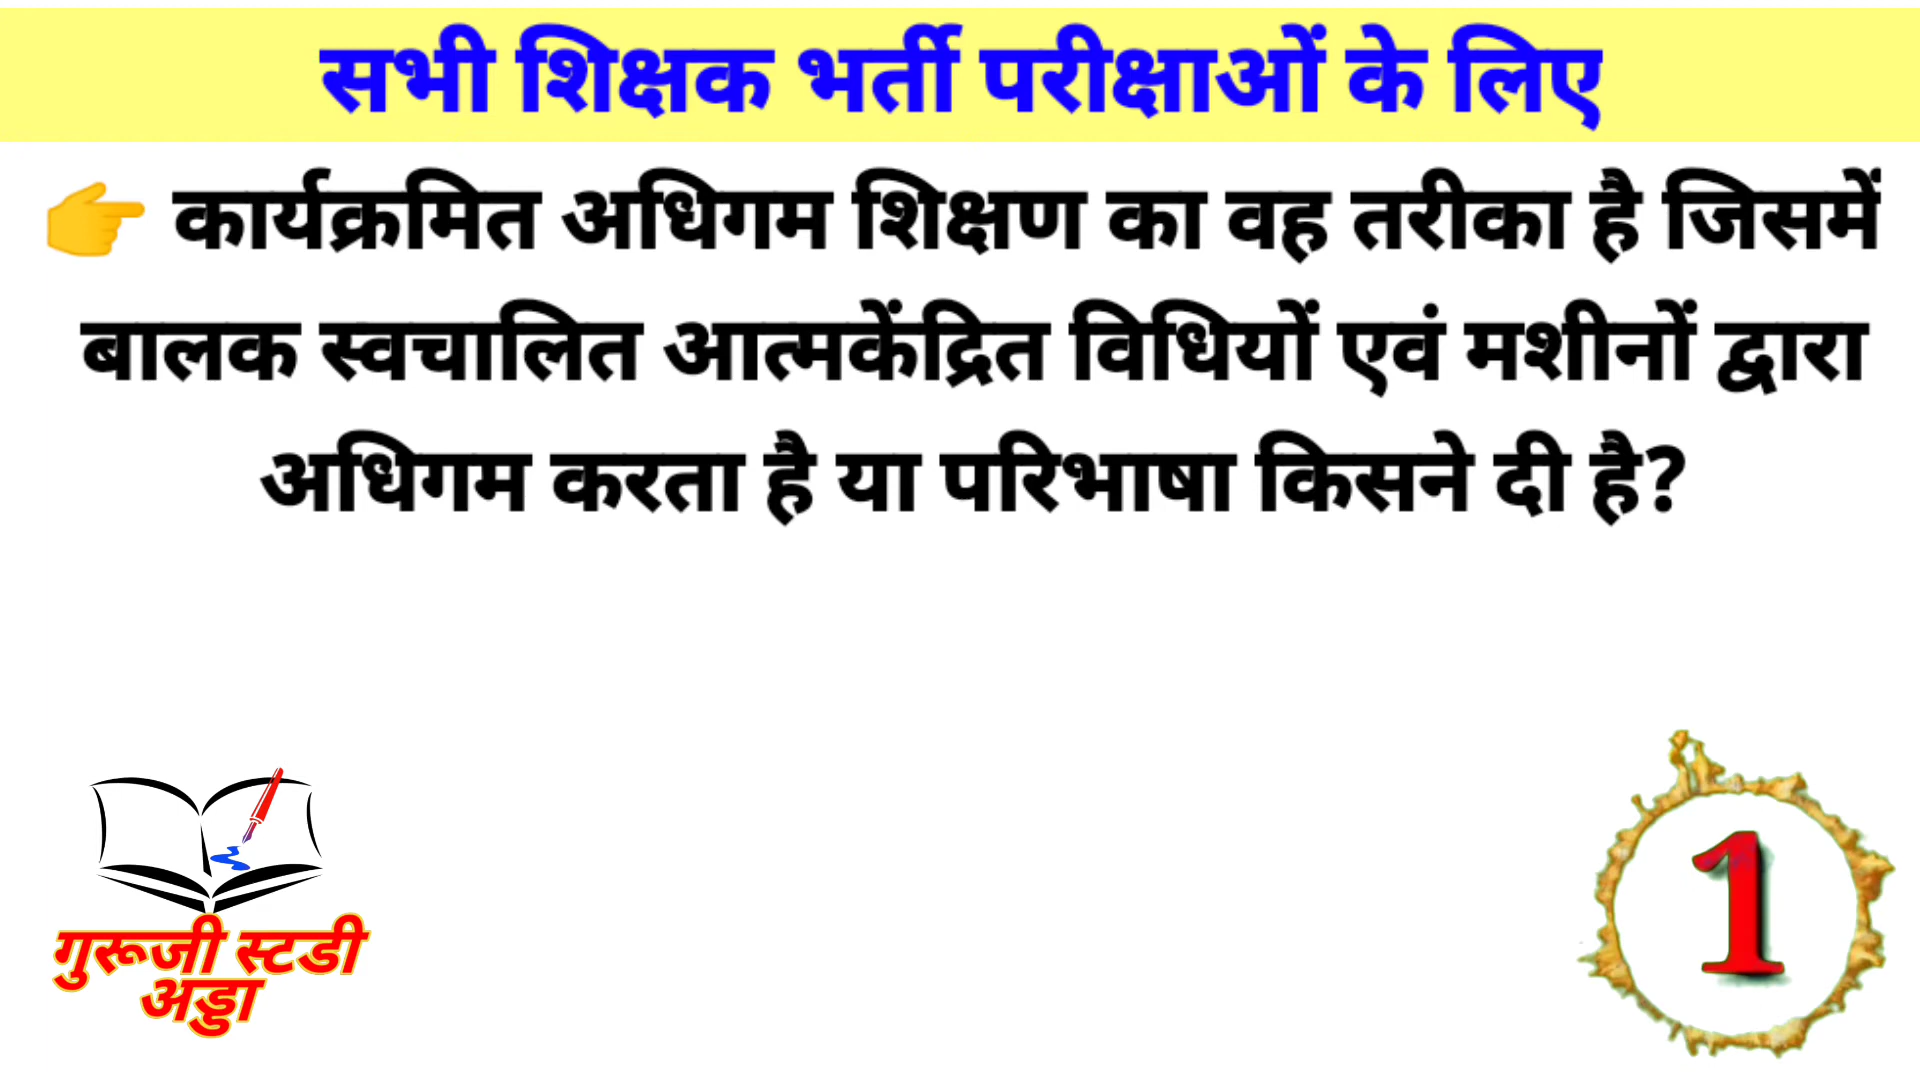 सभी शिक्षक भर्ती परीक्षाओं के लिए
👉 कार्यक्रमित अधिगम शिक्षण का वह तरीका है जिसमें
बालक स्वचालित आत्मकेंद्रित विधियों एवं मशीनों द्वारा
अधिगम करता है या परिभाषा किसने दी है?
गुरूजी स्टडी
अड्डा
1